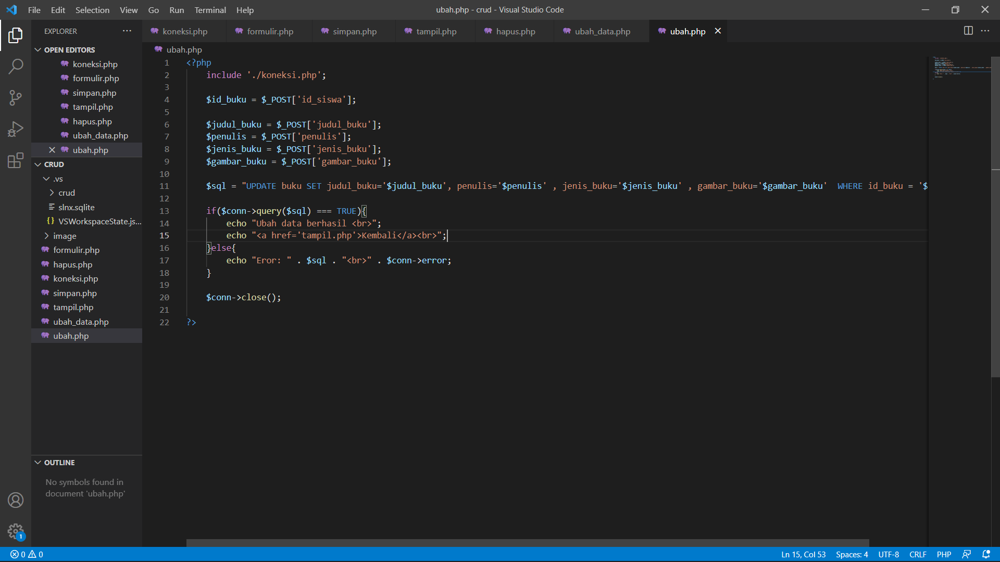 File Edit Selection View Go Run Terminal Help
ubah.php - crud - Visual Studio Code
EXPLORER
OPEN EDITORS
koneksi.php
formulir.php
simpan.php
tampil.php
hapus.php
ubah_data.php
ubah.php
CRUD
.vs
crud
slnx.sqlite
{} VSWorkspaceState.js...
image
formulir.php
hapus.php
koneksi.php
simpan.php
tampil.php
ubah_data.php
ubah.php
OUTLINE
No symbols found in
document 'ubah.php'
koneksi.php formulir.php simpan.php tampil.php hapus.php ubah_data.php ubah.php
ubah.php
1 <?php
2 include './koneksi.php';
3
4 $id_buku = $_POST['id_siswa'];
5
6 $judul_buku = $_POST['judul_buku'];
7 $penulis = $_POST['penulis'];
8 $jenis_buku = $_POST['jenis_buku'];
9 $gambar_buku = $_POST['gambar_buku'];
10
11 $sql = "UPDATE buku SET judul_buku='$judul_buku', penulis='$penulis' , jenis_buku='$jenis_buku' , gambar_buku='$gambar_buku'  WHERE id_buku = '$
12
13 if($conn->query($sql) === TRUE){
14 echo "Ubah data berhasil <br>";
15 echo "<a href='tampil.php'>Kembali</a><br>";
16 }else{
17 echo "Eror: " . $sql . "<br>" . $conn->error;
18 }
19
20 $conn->close();
21
22 ?>
1
0 0
Ln 15, Col 53 Spaces: 4 UTF-8 CRLF PHP